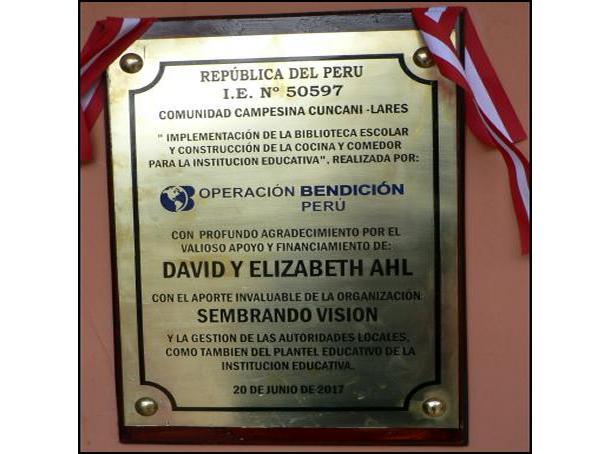 REPÚBLICA DEL PERU
I.E. Nº 50597
COMUNIDAD CAMPESINA CUNCANI -LARES
" IMPLEMENTACIÓN DE LA BIBLIOTECA ESCOLAR
Y CONSTRUCCIÓN DE LA COCINA Y COMEDOR
PARA LA INSTITUCION EDUCATIVA", REALIZADA POR:
OPERACIÓN BENDICIÓN
PERÚ
CON PROFUNDO AGRADECIMIENTO POR EL
VALIOSO APOYO Y FINANCIAMIENTO DE:
DAVID Y ELIZABETH AHL
CON EL APORTE INVALUABLE DE LA ORGANIZACIÓN:
SEMBRANDO VISION
Y LA GESTION DE LAS AUTORIDADES LOCALES,
COMO TAMBIEN DEL PLANTEL EDUCATIVO DE LA
INSTITUCION EDUCATIVA.
20 DE JUNIO DE 2017